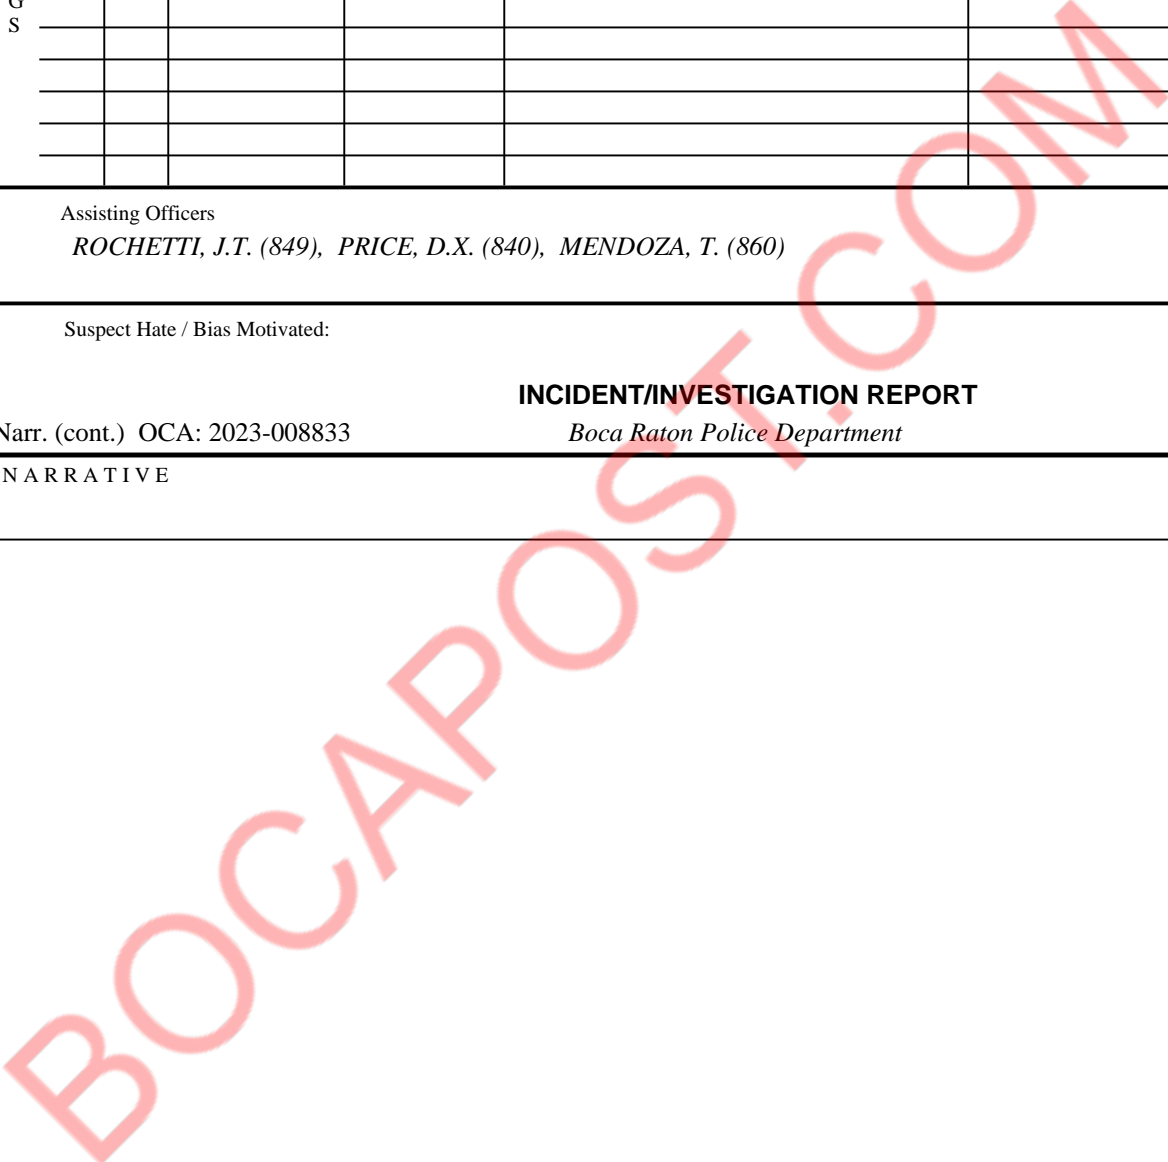 G
S
Assisting Officers
ROCHETTI, J.T. (849), PRICE, D.X. (840), MENDOZA, T. (860)
Suspect Hate / Bias Motivated:
INCIDENT/INVESTIGATION REPORT
Narr. (cont.) OCA: 2023-008833 Boca Raton Police Department
NARRATIVE
BOCAPOST.COM